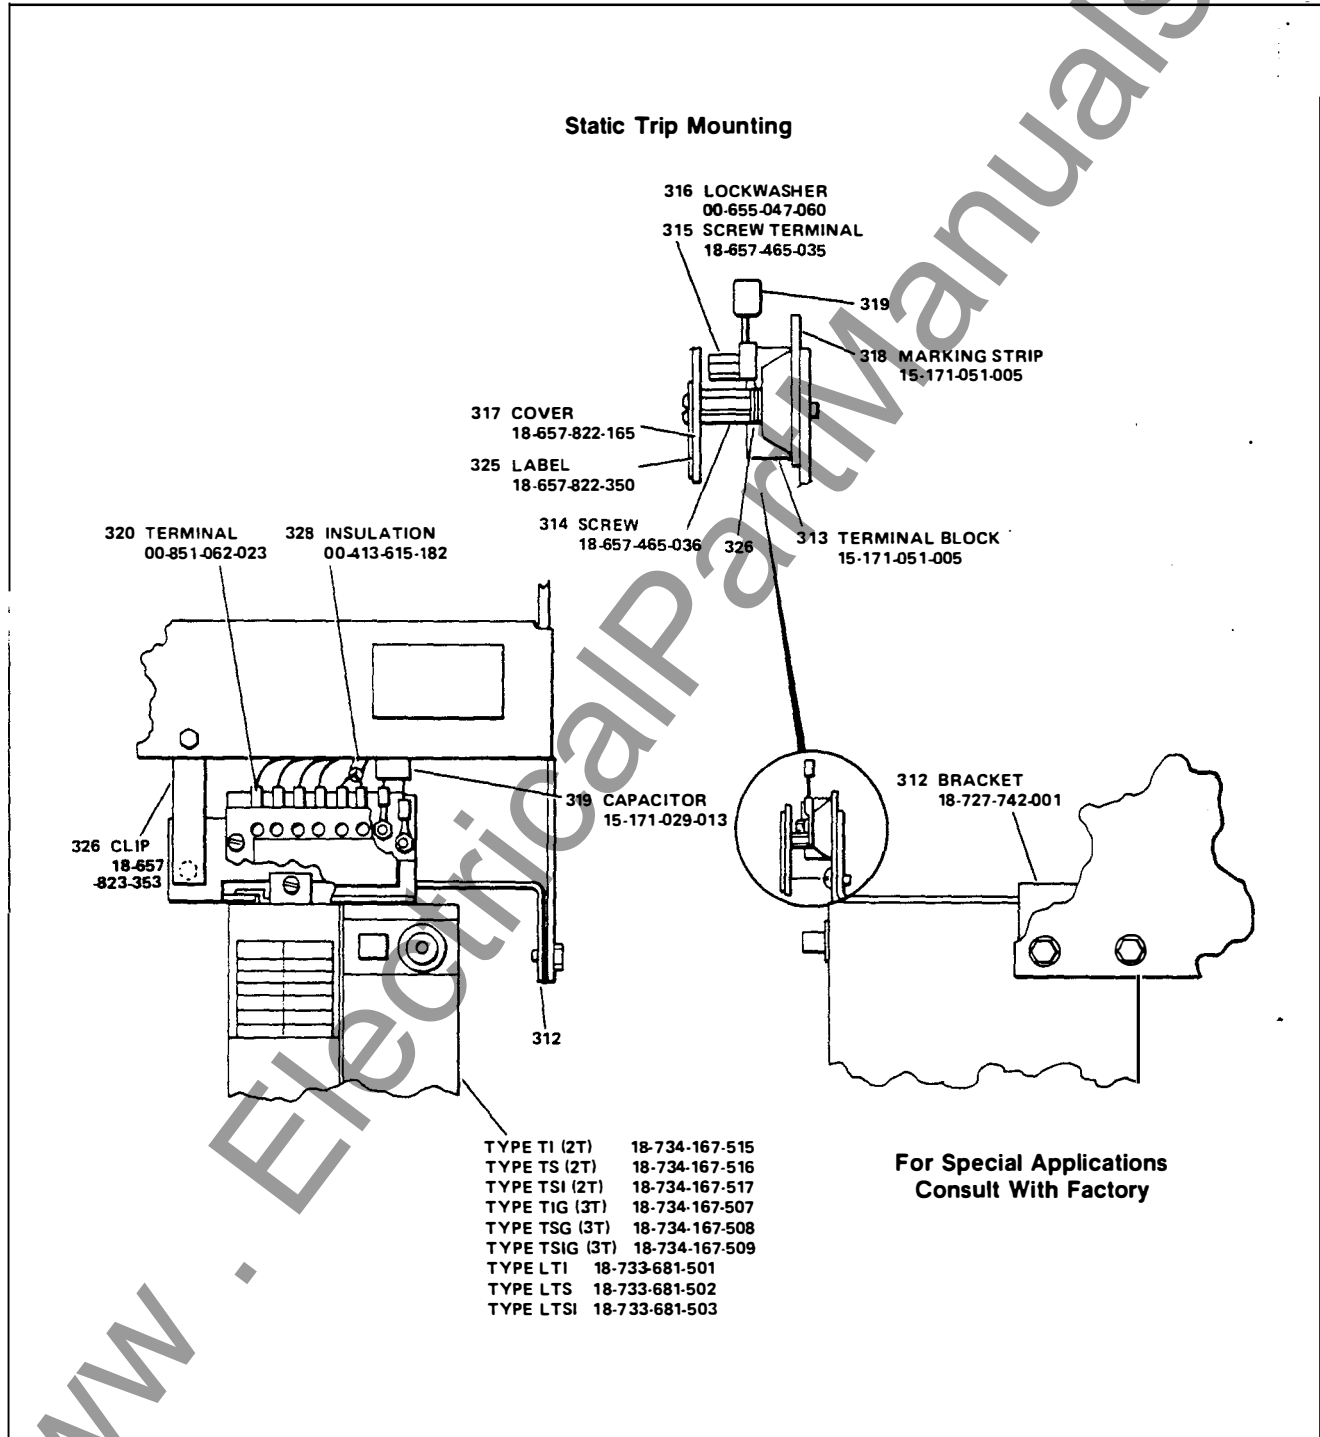 Static Trip Mounting
316 LOCKWASHER
00-655-047-060
315 SCREW TERMINAL
18-657-465-035
319
318 MARKING STRIP
15-171-051-005
317 COVER
18-657-822-165
325 LABEL
18-657-822-350
314 SCREW
18-657-465-036
326
313 TERMINAL BLOCK
15-171-051-005
320 TERMINAL
00-851-062-023
328 INSULATION
00-413-615-182
319 CAPACITOR
15-171-029-013
312 BRACKET
18-727-742-001
326 CLIP
18-657
-823-353
312
TYPE TI (2T) 18-734-167-515
TYPE TS (2T) 18-734-167-516
TYPE TSI (2T) 18-734-167-517
TYPE TIG (3T) 18-734-167-507
TYPE TSG (3T) 18-734-167-508
TYPE TSIG (3T) 18-734-167-509
TYPE LTI 18-733-681-501
TYPE LTS 18-733-681-502
TYPE LTSI 18-733-681-503
For Special Applications
Consult With Factory
ww . ElectricalPartManuals